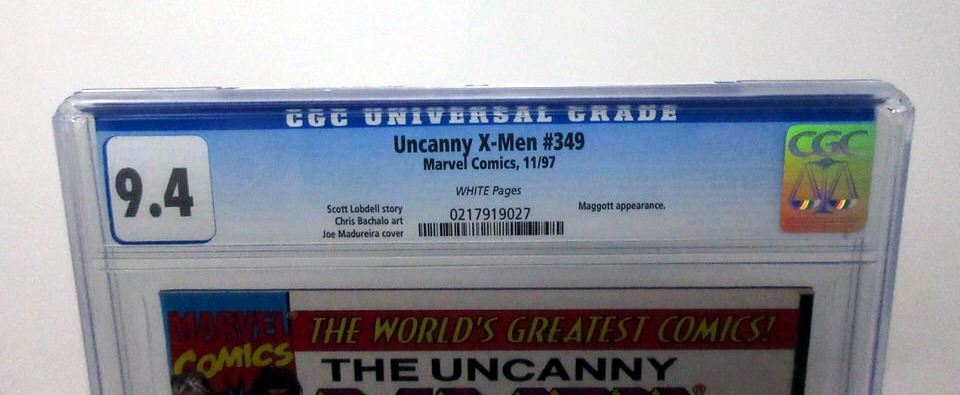 CGC UNIVERSAL GRADE
9.4
Uncanny X-Men #349
Marvel Comics, 11/97
WHITE Pages
Scott Lobdell story
Chris Bachalo art
Joe Madureira cover
0217919027
Maggott appearance.
CGC
MARVEL
COMICS
THE WORLD'S GREATEST COMICS!
THE UNCANNY
®